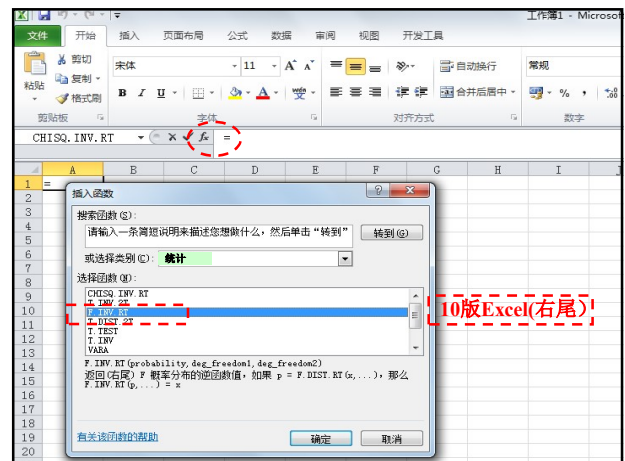 工作簿1 - Microsoft
文件 开始 插入 页面布局 公式 数据 审阅 视图 开发工具
剪切 宋体 11 自动换行 常规
复制
粘贴 格式刷 B I U A 合并后居中 % ,
剪贴板 字体 对齐方式 数字
CHISQ.INV.RT fx =
A B C D E F G H I J
1 =
2
3
4
5
6
7
8
9
10
11
12
13
14
15
16
17
18
19
20
插入函数
搜索函数(S):
请输入一条简短说明来描述您想做什么，然后单击“转到” 转到(G)
或选择类别(C): 统计
选择函数(N):
CHISQ.INV.RT
T.INV.2T
F.INV.RT
T.DIST.2T
T.TEST
T.INV
VARA
10版Excel(右尾）
F.INV.RT(probability,deg_freedom1,deg_freedom2)
返回(右尾) F 概率分布的逆函数值，如果 p = F.DIST.RT(x,...)，那么
F.INV.RT(p,...) = x
有关该函数的帮助 确定 取消